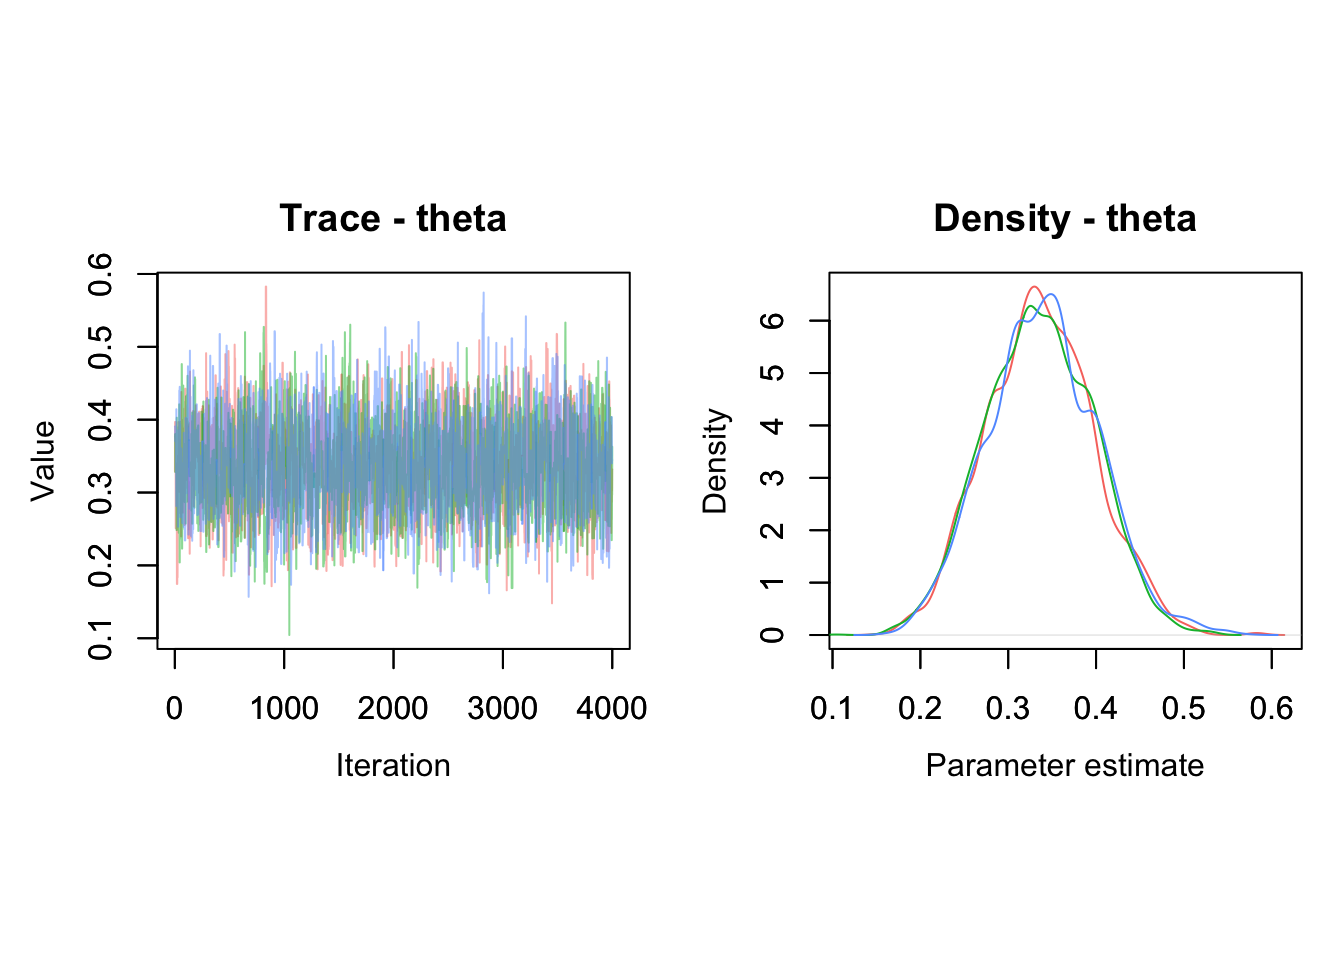 Trace - theta
Value
0.1 0.2 0.3 0.4 0.5 0.6
0 1000 2000 3000 4000
Iteration
Density - theta
Density
0 1 2 3 4 5 6
0.1 0.2 0.3 0.4 0.5 0.6
Parameter estimate